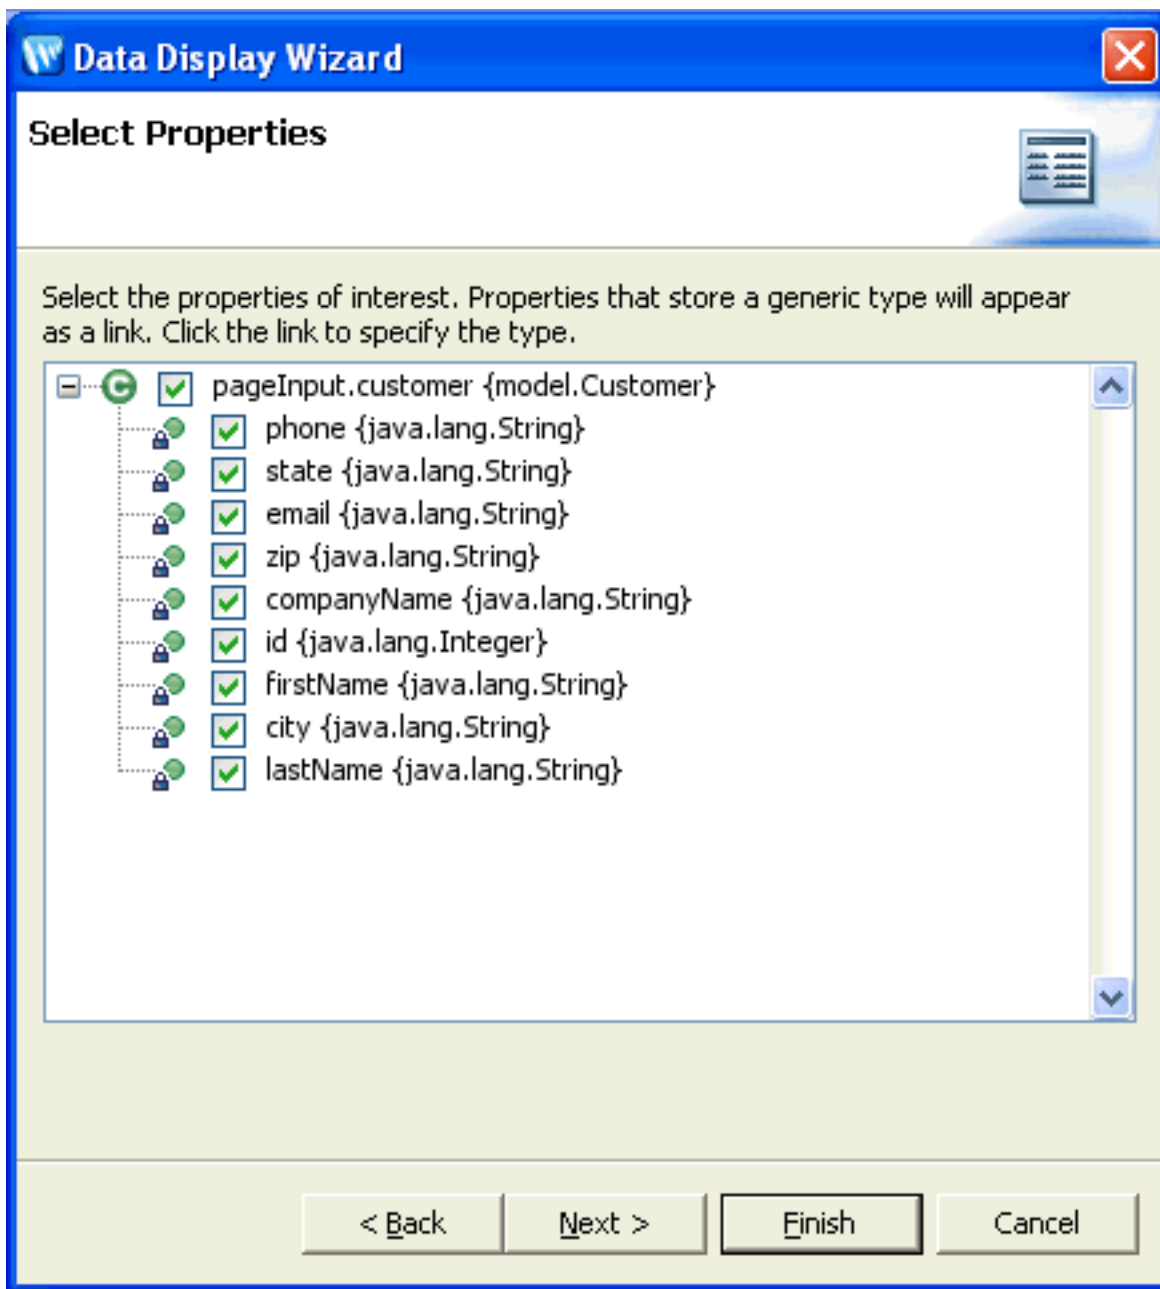 Data Display Wizard
Select Properties
Select the properties of interest. Properties that store a generic type will appear
as a link. Click the link to specify the type.
pageInput.customer {model.Customer}
phone {java.lang.String}
state {java.lang.String}
email {java.lang.String}
zip {java.lang.String}
companyName {java.lang.String}
id {java.lang.Integer}
firstName {java.lang.String}
city {java.lang.String}
lastName {java.lang.String}
< Back Next > Finish Cancel